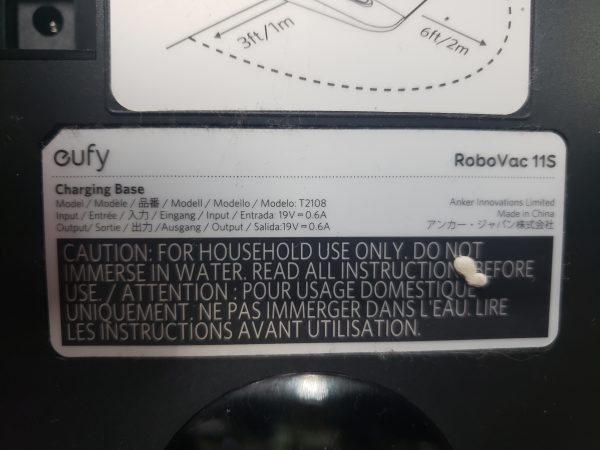 3ft/1m
6ft/2m
eufy
RoboVac 11S
Charging Base
Model / Modèle / 品番 / Modell / Modello / Modelo: T2108
Input / Entrée / 入力 / Eingang / Input / Entrada: 19V⎓0.6A
Output/ Sortie / 出力 /Ausgang / Output / Salida:19V⎓0.6A
Anker Innovations Limited
Made in China
アンカー・ジャパン株式会社
CAUTION: FOR HOUSEHOLD USE ONLY. DO NOT
IMMERSE IN WATER. READ ALL INSTRUCTIONS BEFORE
USE. / ATTENTION : POUR USAGE DOMESTIQUE
UNIQUEMENT. NE PAS IMMERGER DANS L'EAU. LIRE
LES INSTRUCTIONS AVANT UTILISATION.